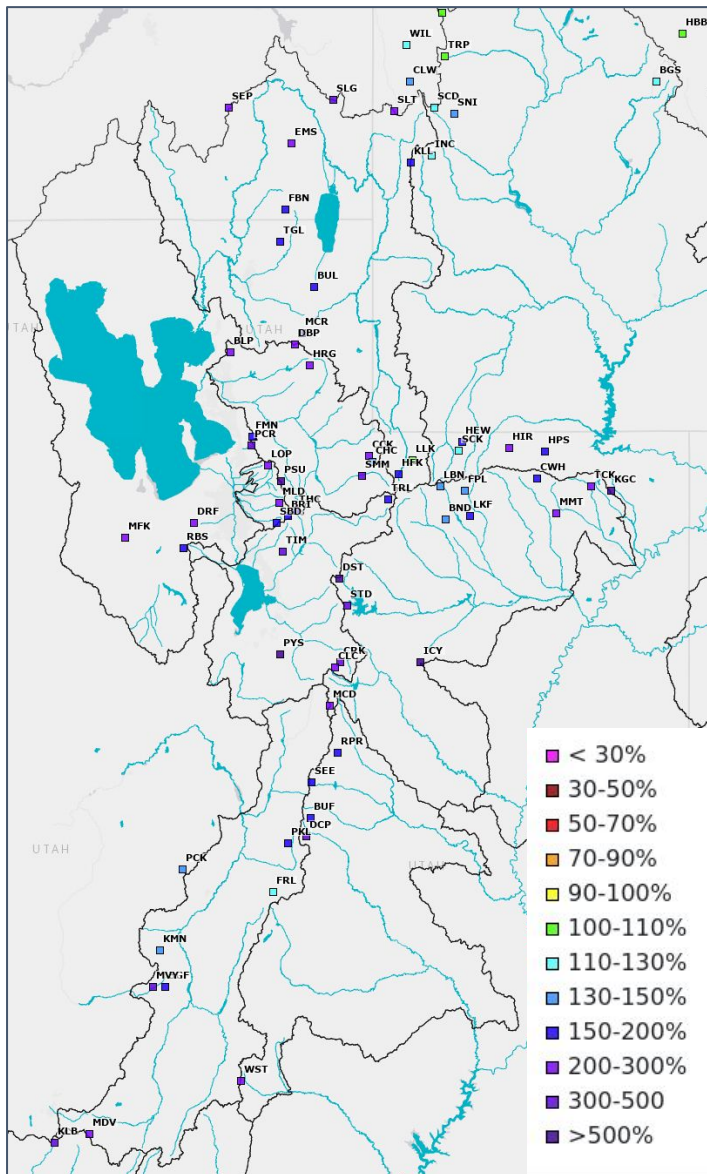 HBB
WIL
TRP
CLW
BGS
SLG
SEP
SLT
SCD
SNI
EMS
KLL
INC
FBN
TGL
BUL
UTAH
MCR
UTAH
DBP
BLP
HRG
FMN
PCR
HEW
SCK
HIR
HPS
CCK
CHC
LLK
LOP
PSU
SMM
HFK
LBN
FPL
CWH
TCK
KGC
MLD
THC
BRI
TRL
DRF
SBD
BND
LKF
MMT
MFK
RBS
TIM
DST
STD
PYS
CRK
CLC
ICY
MCD
RPR
SEE
BUF
DCP
UTAH
PKL
UTAH
PCK
FRL
KMN
WST
MDV
KLB
< 30%
30-50%
50-70%
70-90%
90-100%
100-110%
110-130%
130-150%
150-200%
200-300%
300-500
>500%